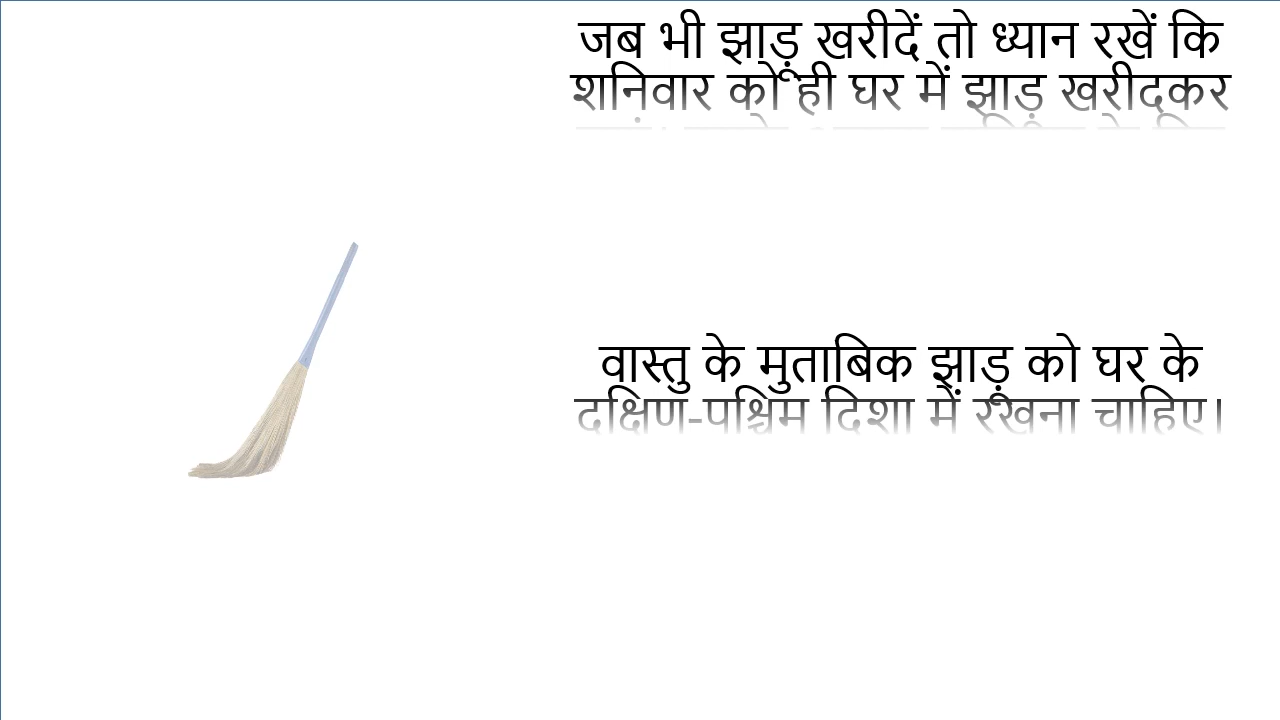 जब भी झाड़ू खरीदें तो ध्यान रखें कि
शनिवार को ही घर में झाड़ू खरीदकर
वास्तु के मुताबिक झाड़ू को घर के
दक्षिण-पश्चिम दिशा में रखना चाहिए।